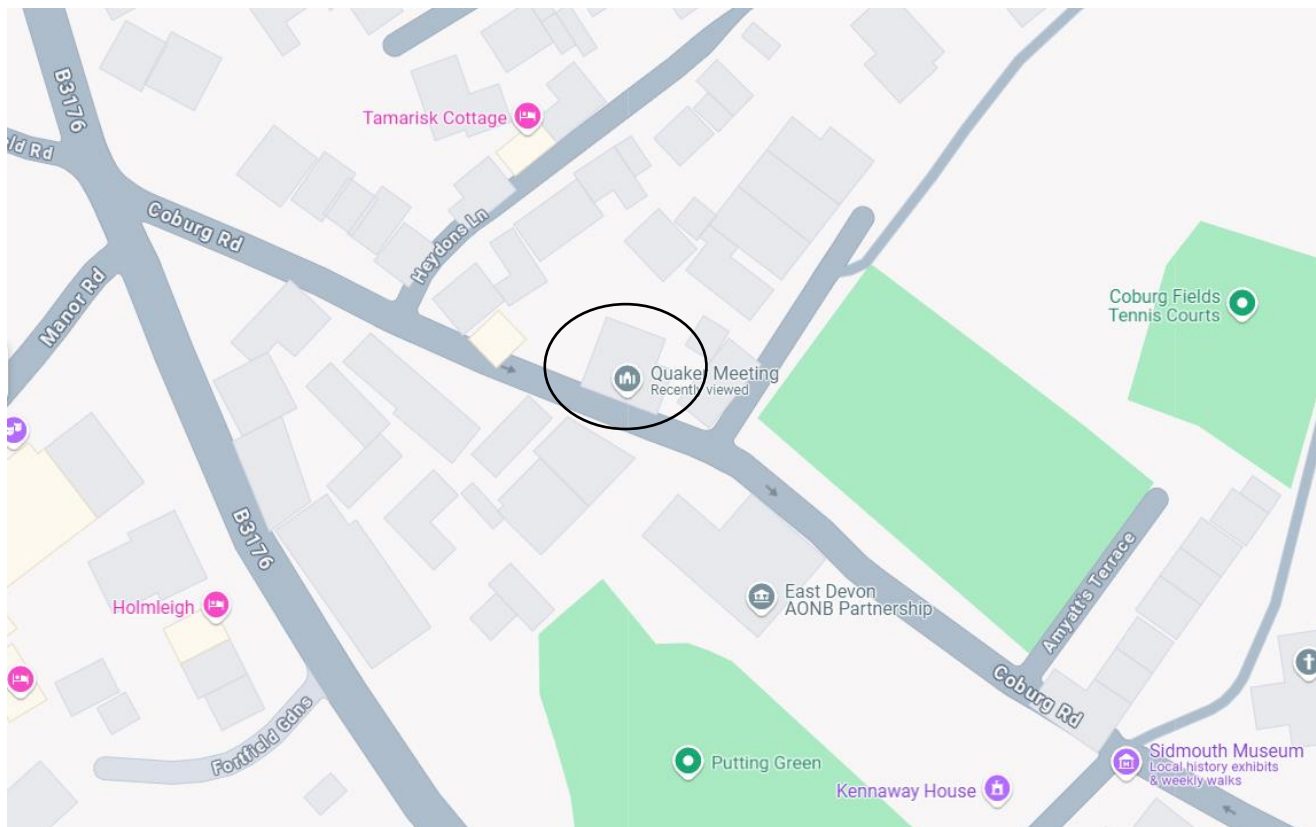 B3176
ld Rd
Coburg Rd
Manor Rd
Tamarisk Cottage
Heydons Ln
Coburg Fields
Tennis Courts
Quaker Meeting
Recently viewed
B3176
East Devon
AONB Partnership
Amyatt's Terrace
Holmleigh
Coburg Rd
Fortfield Gdns
Putting Green
Kennaway House
Sidmouth Museum
Local history exhibits
& weekly walks